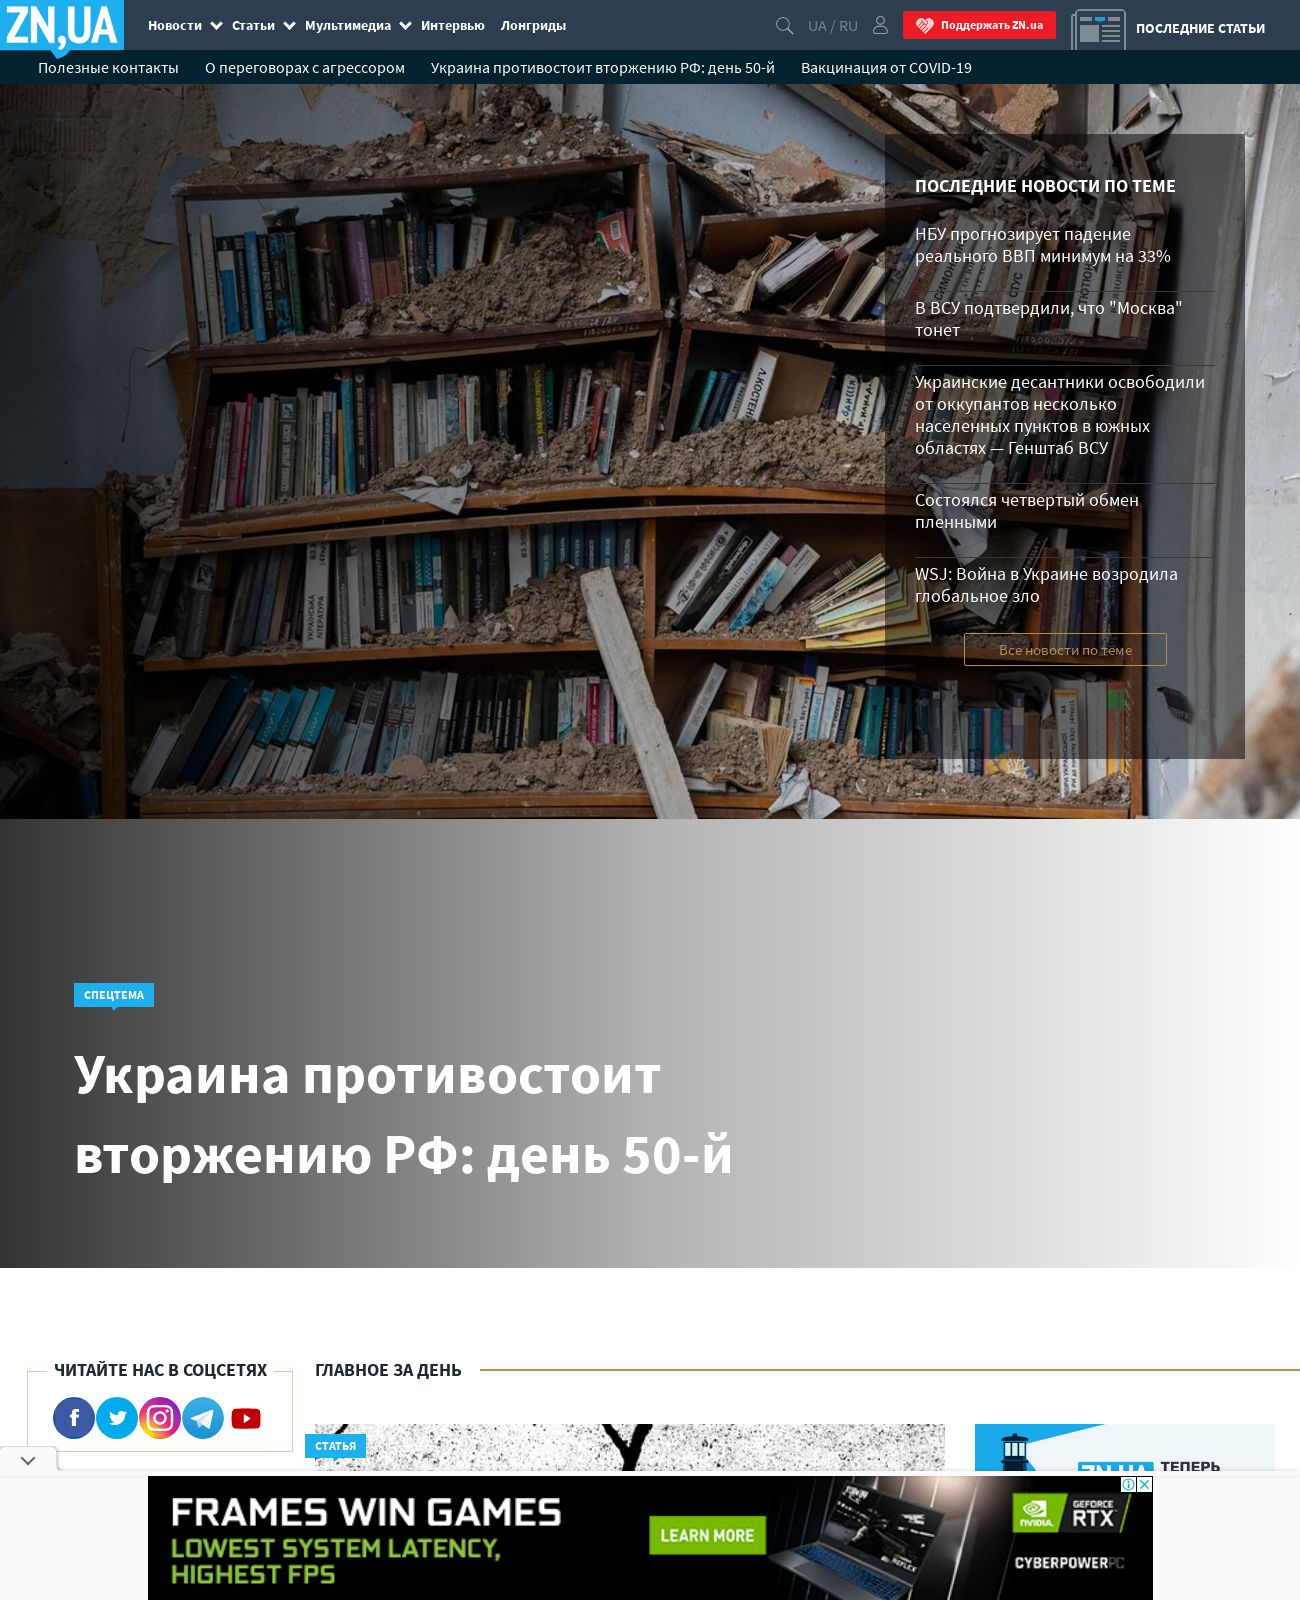 ZN,UA
Новости
Статьи
Мультимедиа
Интервью
Лонгриды
UA / RU
Поддержать ZN.ua
ПОСЛЕДНИЕ СТАТЬИ
Полезные контакты
О переговорах с агрессором
Украина противостоит вторжению РФ: день 50-й
Вакцинация от COVID-19
ПОСЛЕДНИЕ НОВОСТИ ПО ТЕМЕ
НБУ прогнозирует падение
реального ВВП минимум на 33%
В ВСУ подтвердили, что "Москва"
тонет
Украинские десантники освободили
от оккупантов несколько
населенных пунктов в южных
областях — Генштаб ВСУ
Состоялся четвертый обмен
пленными
WSJ: Война в Украине возродила
глобальное зло
Все новости по теме
СПЕЦТЕМА
Украина противостоит
вторжению РФ: день 50-й
ЧИТАЙТЕ НАС В СОЦСЕТЯХ
ГЛАВНОЕ ЗА ДЕНЬ
СТАТЬЯ
ZN,UA ТЕПЕРЬ
FRAMES WIN GAMES
LOWEST SYSTEM LATENCY,
HIGHEST FPS
LEARN MORE
NVIDIA.
GEFORCE
RTX
CYBERPOWERPC